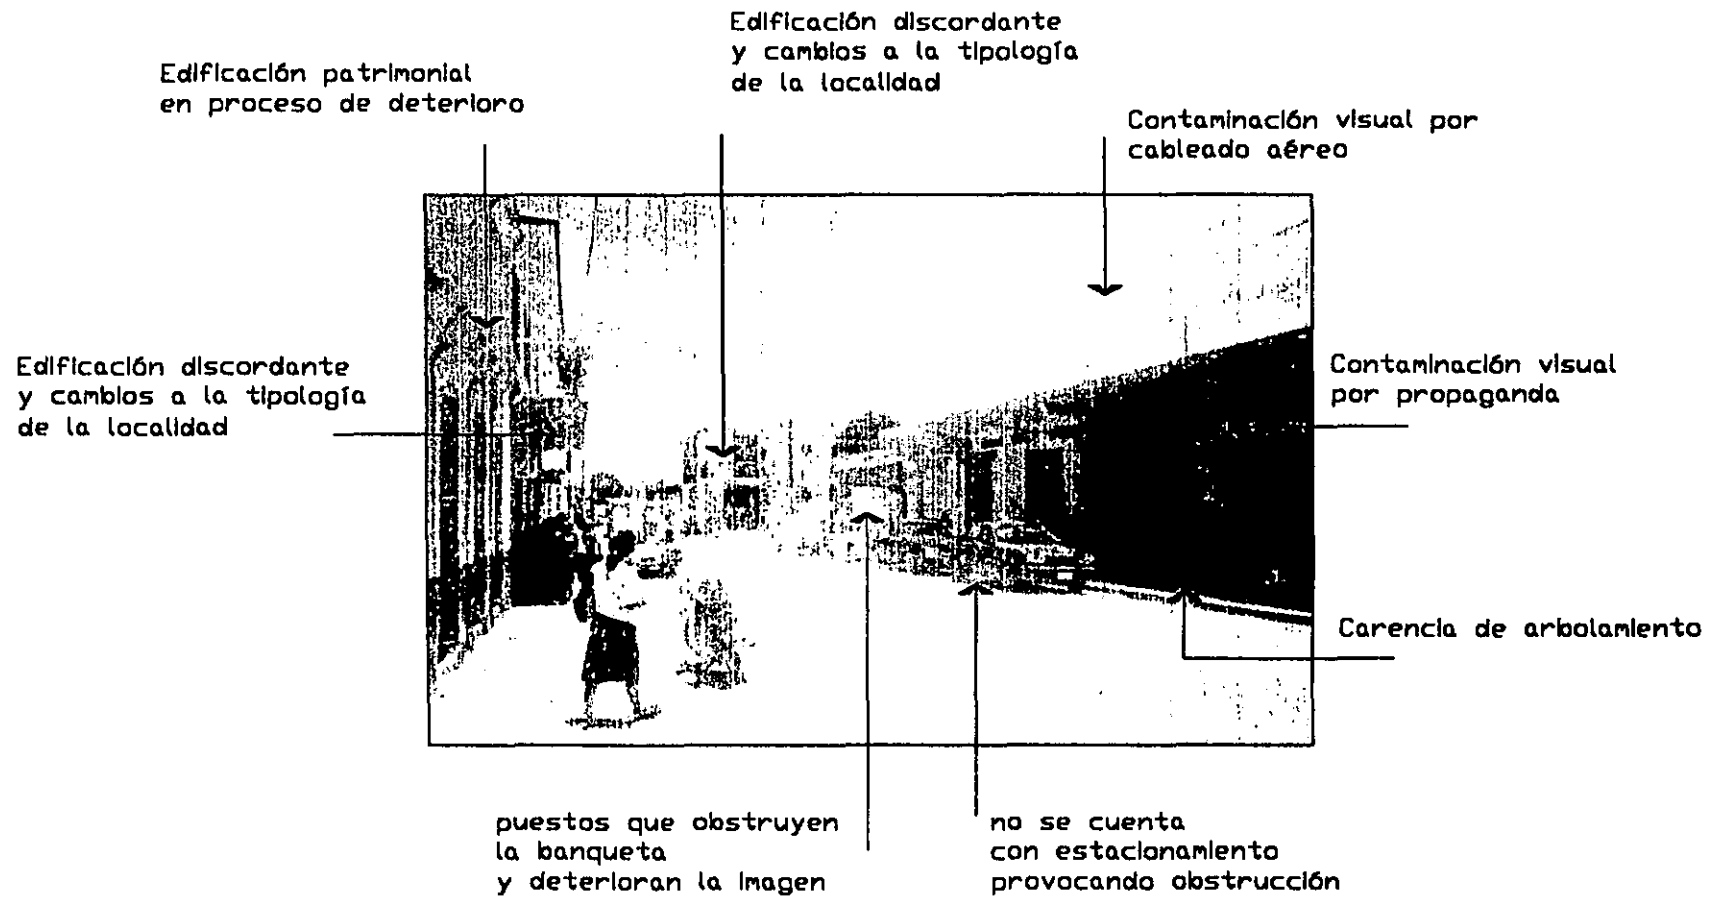 Edificación discordante
y cambios a la tipología
de la localidad
Edificación patrimonial
en proceso de deterioro
Contaminación visual por
cableado aéreo
Edificación discordante
y cambios a la tipología
de la localidad
Contaminación visual
por propaganda
Carencia de arbolamiento
puestos que obstruyen
la banqueta
y deterioran la imagen
no se cuenta
con estacionamiento
provocando obstrucción